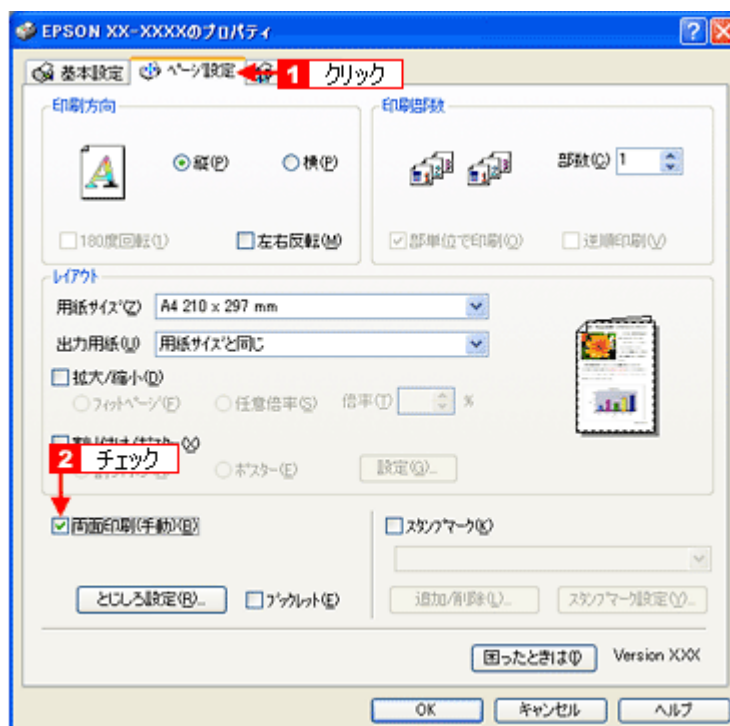 EPSON XX-XXXXのプロパティ
基本設定 ページ設定
1 クリック
印刷方向
縦(P) 横(P)
180度回転(1) 左右反転(M)
印刷部数
部数(C) 1
部単位で印刷(O) 逆順印刷(V)
レイアウト
用紙サイズ(Z) A4 210 x 297 mm
出力用紙(U) 用紙サイズと同じ
拡大/縮小(D)
フィットページ(F) 任意倍率(S) 倍率(T) %
2 チェック
ポスター(E) 設定(G)...
両面印刷(手動)(B)
とじしろ設定(R)... ブックレット(E)
スタンプマーク(K)
追加/削除(L)... スタンプマーク設定(Y)...
困ったときは(I) Version XXX
OK キャンセル ヘルプ